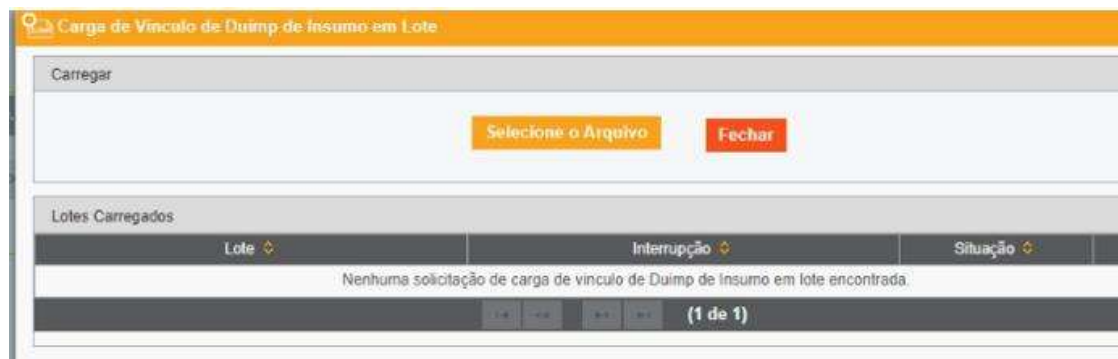 Carga de Vinculo de Duimp de Insumo em Lote
Carregar
Selecione o Arquivo Fechar
Lotes Carregados
Lote Interrupção Situação
Nenhuma solicitação de carga de vinculo de Duimp de Insumo em lote encontrada.
(1 de 1)